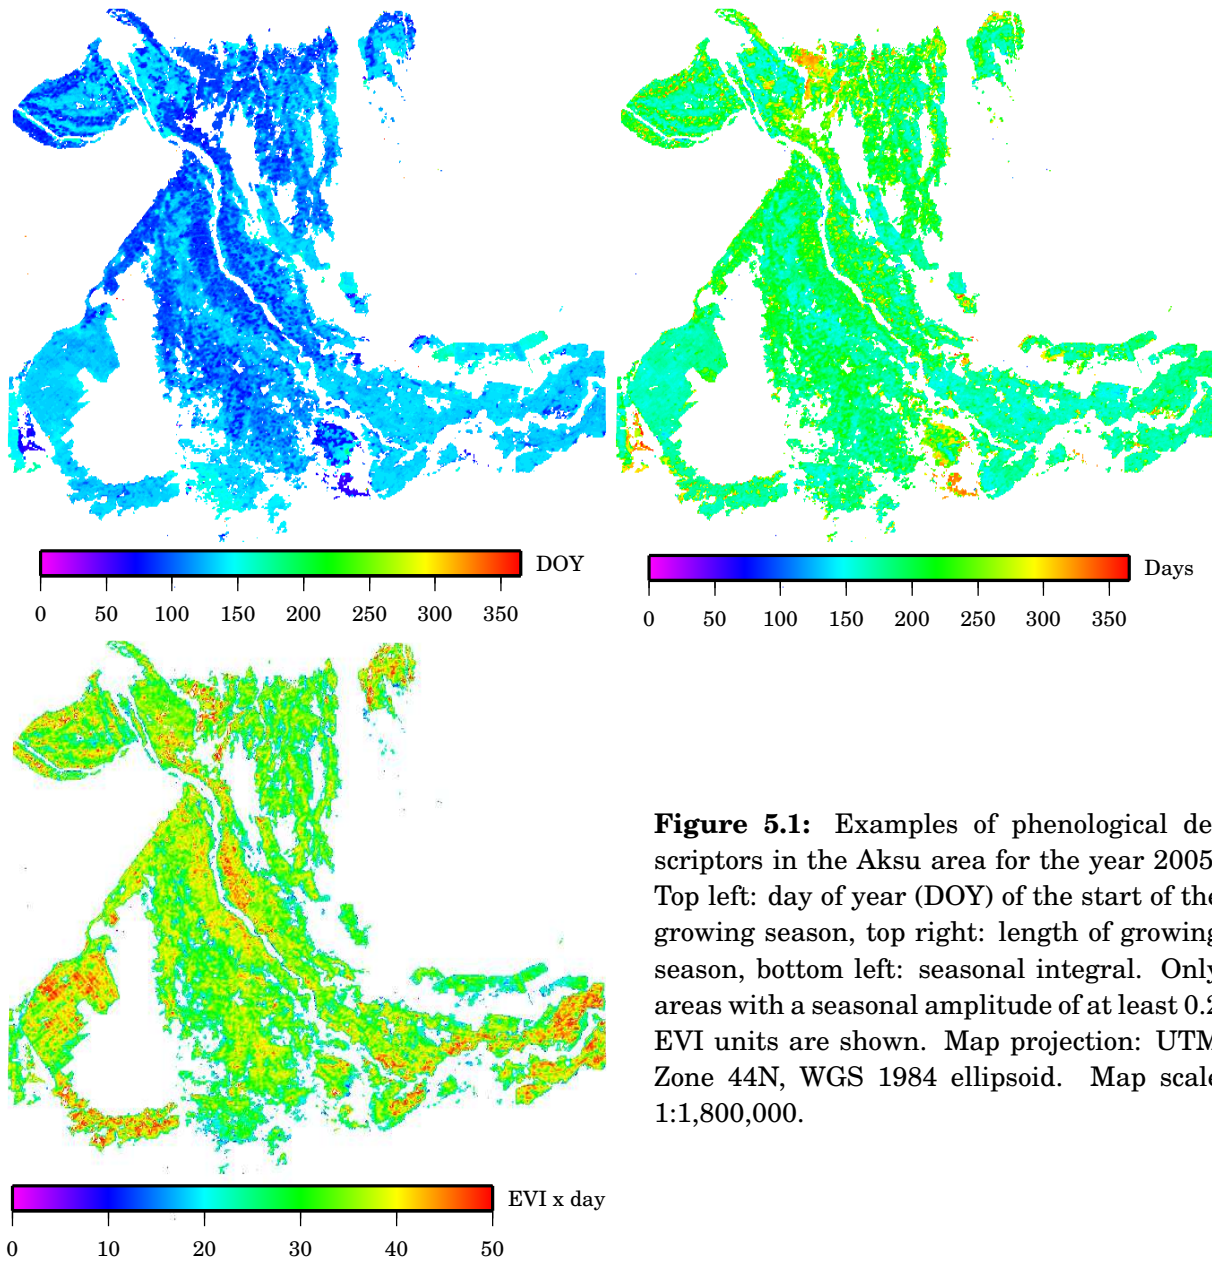 DOY
0 50 100 150 200 250 300 350
Days
0 50 100 150 200 250 300 350
EVI x day
0 10 20 30 40 50
Figure 5.1: Examples of phenological de
scriptors in the Aksu area for the year 2005
Top left: day of year (DOY) of the start of the
growing season, top right: length of growing
season, bottom left: seasonal integral. Only
areas with a seasonal amplitude of at least 0.2
EVI units are shown. Map projection: UTM
Zone 44N, WGS 1984 ellipsoid. Map scale
1:1,800,000.